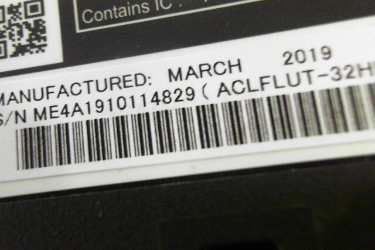 Contains IC :
MANUFACTURED: MARCH 2019
S/N ME4A1910114829 ( ACLFLUT-32H